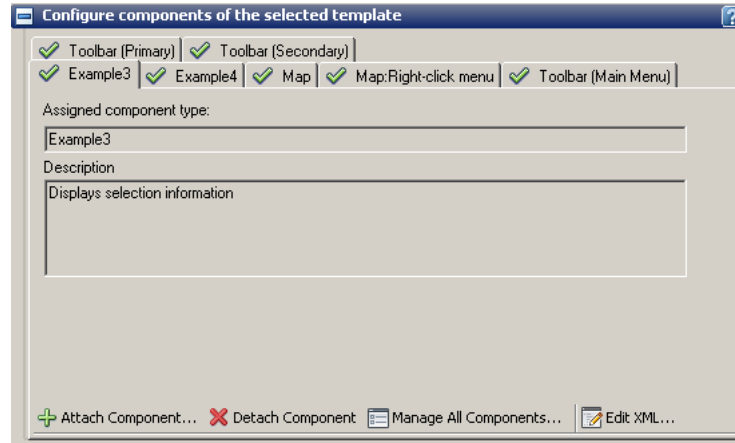 Configure components of the selected template
Toolbar (Primary) Toolbar (Secondary)
Example3 Example4 Map Map:Right-click menu Toolbar (Main Menu)
Assigned component type:
Example3
Description
Displays selection information
Attach Component... Detach Component Manage All Components... Edit XML...